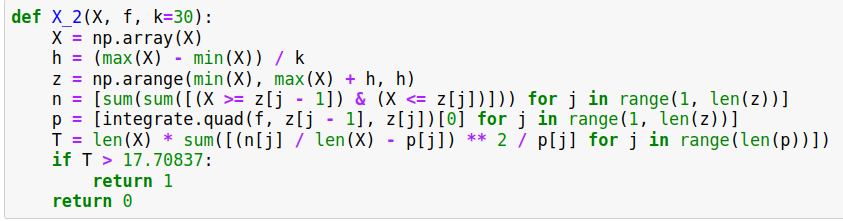 def X_2(X, f, k=30):
    X = np.array(X)
    h = (max(X) - min(X)) / k
    z = np.arange(min(X), max(X) + h, h)
    n = [sum(sum([(X >= z[j - 1]) & (X <= z[j])])) for j in range(1, len(z))]
    p = [integrate.quad(f, z[j - 1], z[j])[0] for j in range(1, len(z))]
    T = len(X) * sum([(n[j] / len(X) - p[j]) ** 2 / p[j] for j in range(len(p))])
    if T > 17.70837:
        return 1
    return 0